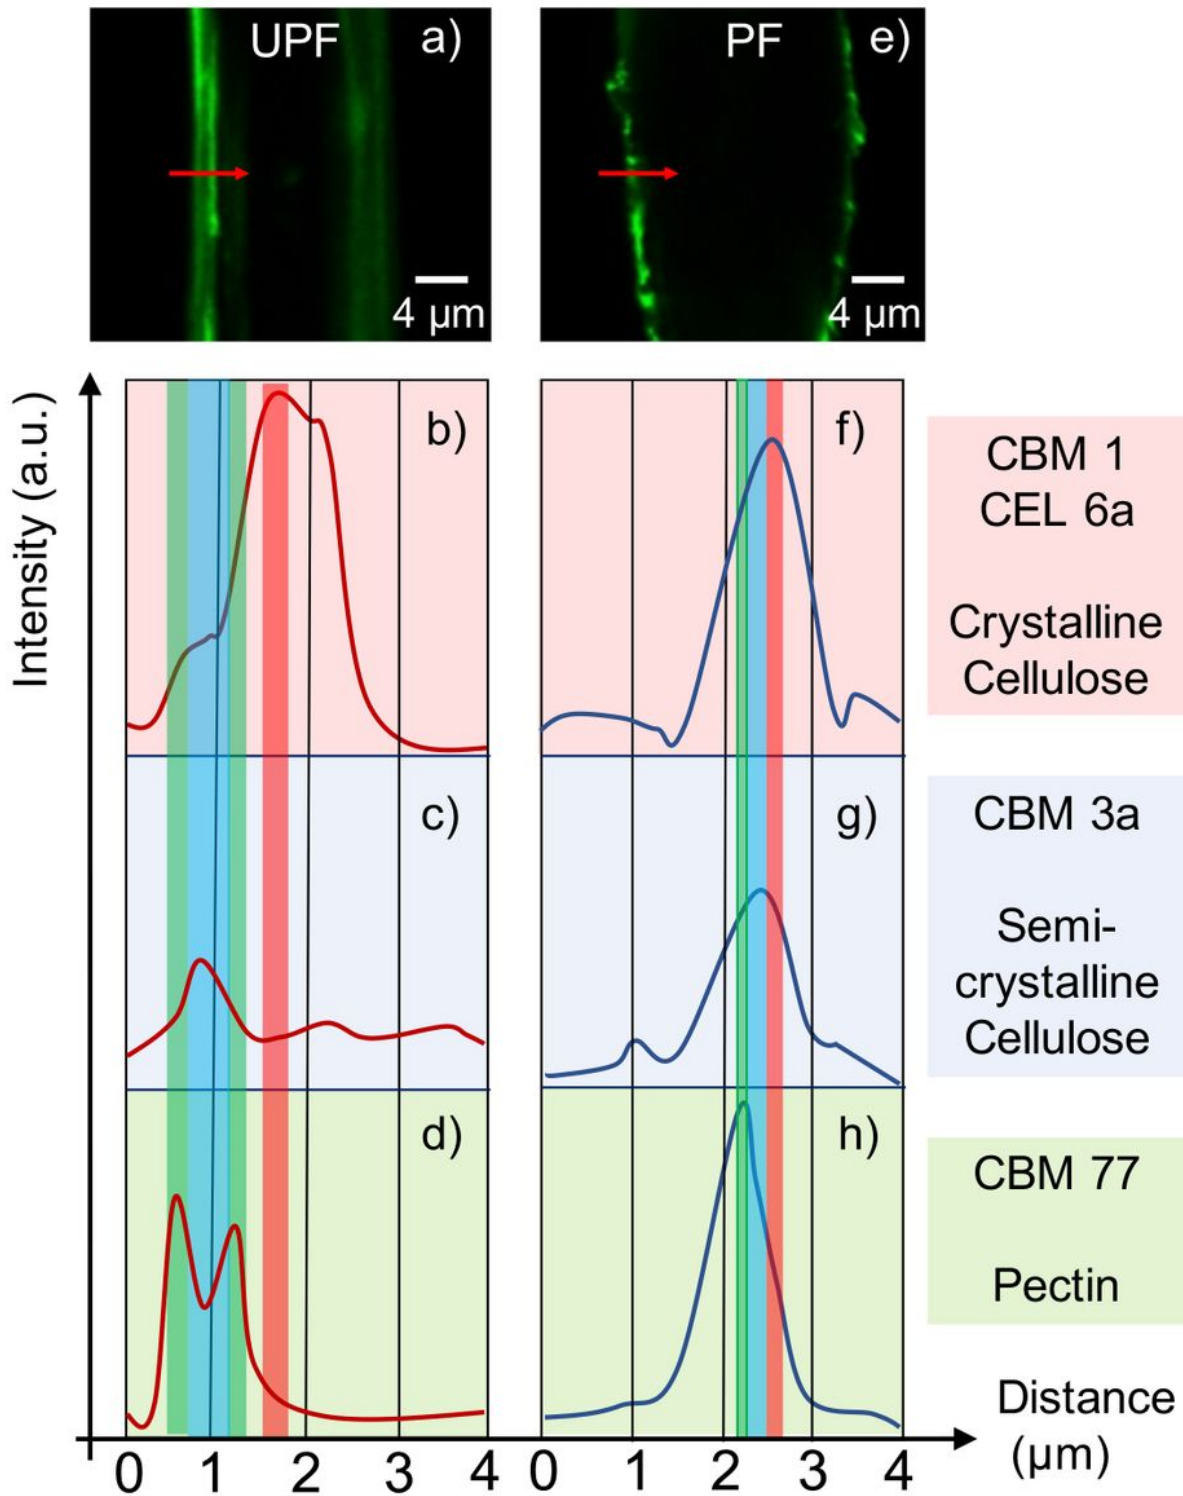 UPF
a)
4 µm
PF
e)
4 µm
Intensity (a.u.)
b)
f)
CBM 1
CEL 6a
Crystalline
Cellulose
c)
g)
CBM 3a
Semi-
crystalline
Cellulose
d)
h)
CBM 77
Pectin
Distance
(µm)
0 1 2 3 4
0 1 2 3 4